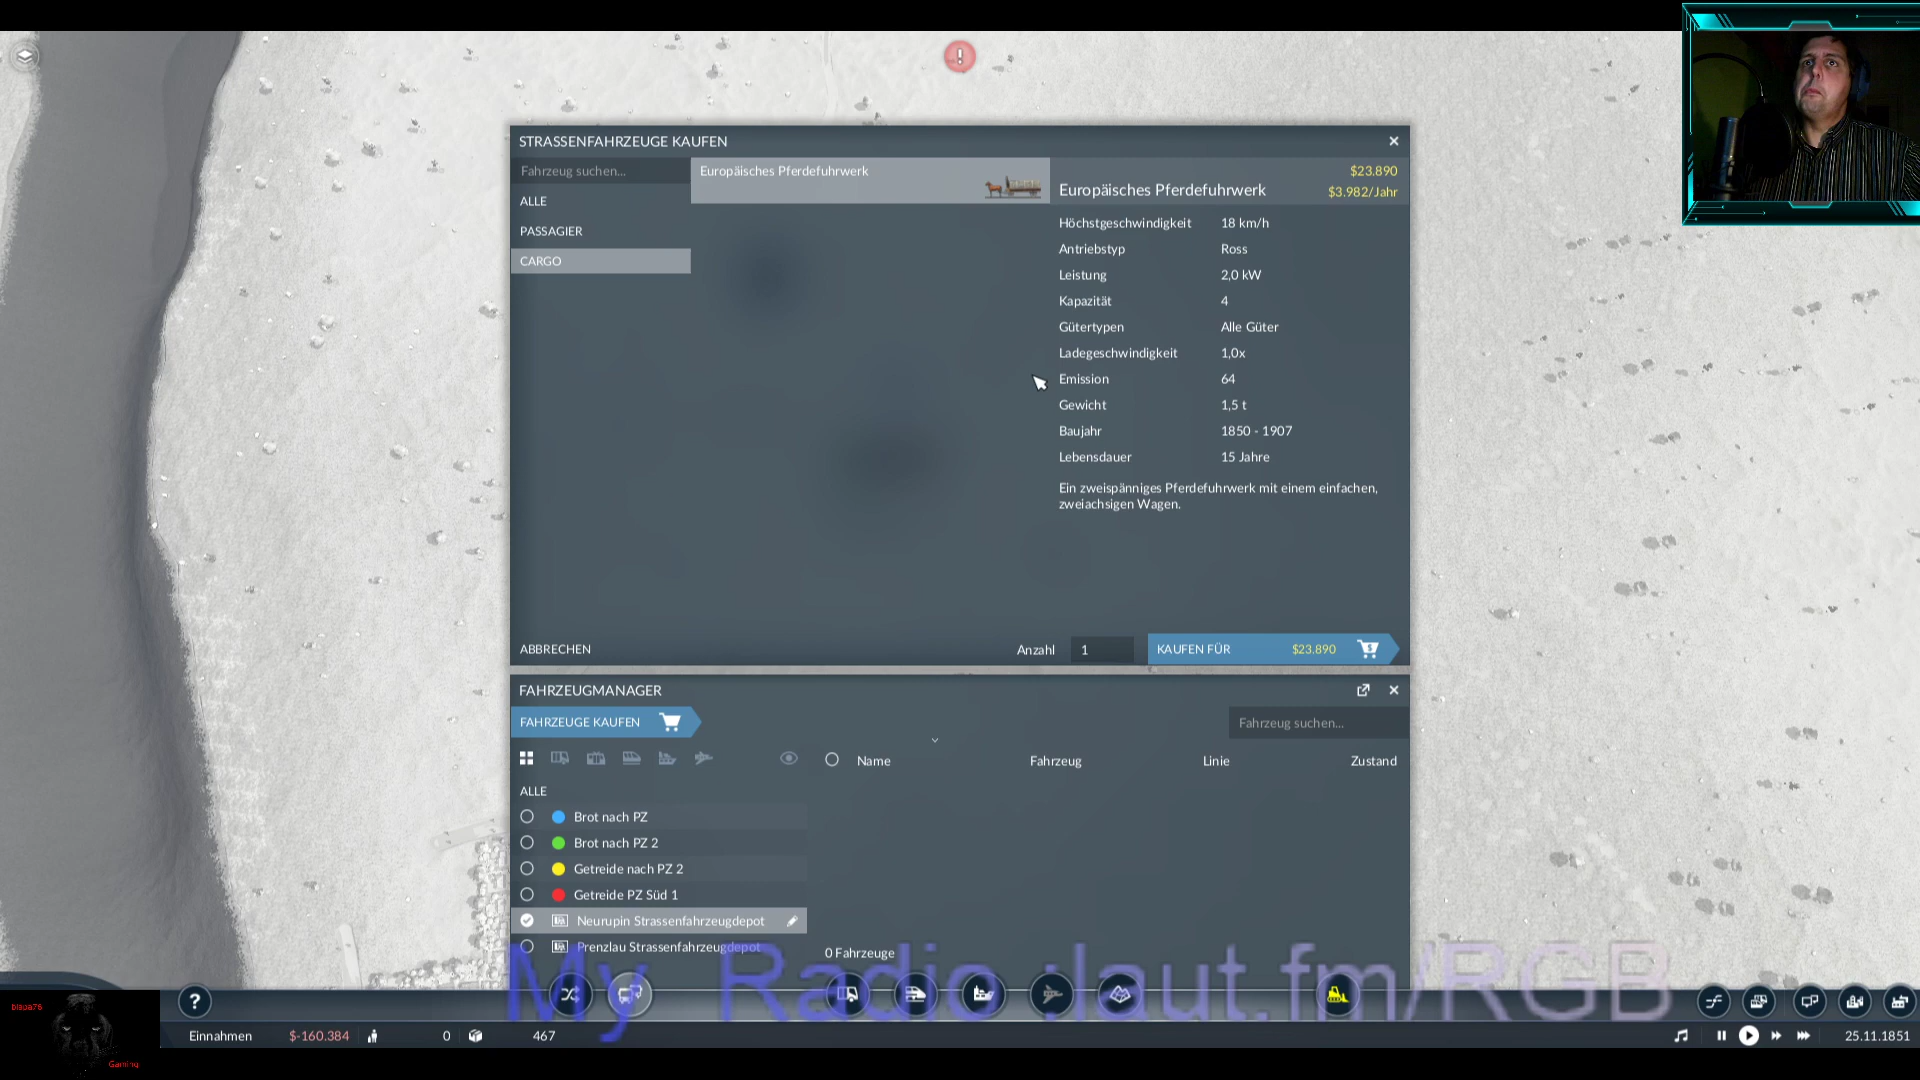 STRASSENFAHRZEUGE KAUFEN
Fahrzeug suchen...
ALLE
PASSAGIER
CARGO
Europäisches Pferdefuhrwerk
$23.890
Europäisches Pferdefuhrwerk
$3.982/Jahr
Höchstgeschwindigkeit 18 km/h
Antriebstyp Ross
Leistung 2,0 kW
Kapazität 4
Gütertypen Alle Güter
Ladegeschwindigkeit 1,0x
Emission 64
Gewicht 1,5 t
Baujahr 1850 - 1907
Lebensdauer 15 Jahre
Ein zweispänniges Pferdefuhrwerk mit einem einfachen,
zweiachsigen Wagen.
ABBRECHEN
Anzahl 1
KAUFEN FÜR $23.890
FAHRZEUGMANAGER
FAHRZEUGE KAUFEN
Fahrzeug suchen...
Name Fahrzeug Linie Zustand
ALLE
Brot nach PZ
Brot nach PZ 2
Getreide nach PZ 2
Getreide PZ Süd 1
Neurupin Strassenfahrzeugdepot
Prenzlau Strassenfahrzeugdepot
0 Fahrzeuge
My Radio :laut.fm/RGB
?
Gaming
Einnahmen $-160.384 0 467
25.11.1851